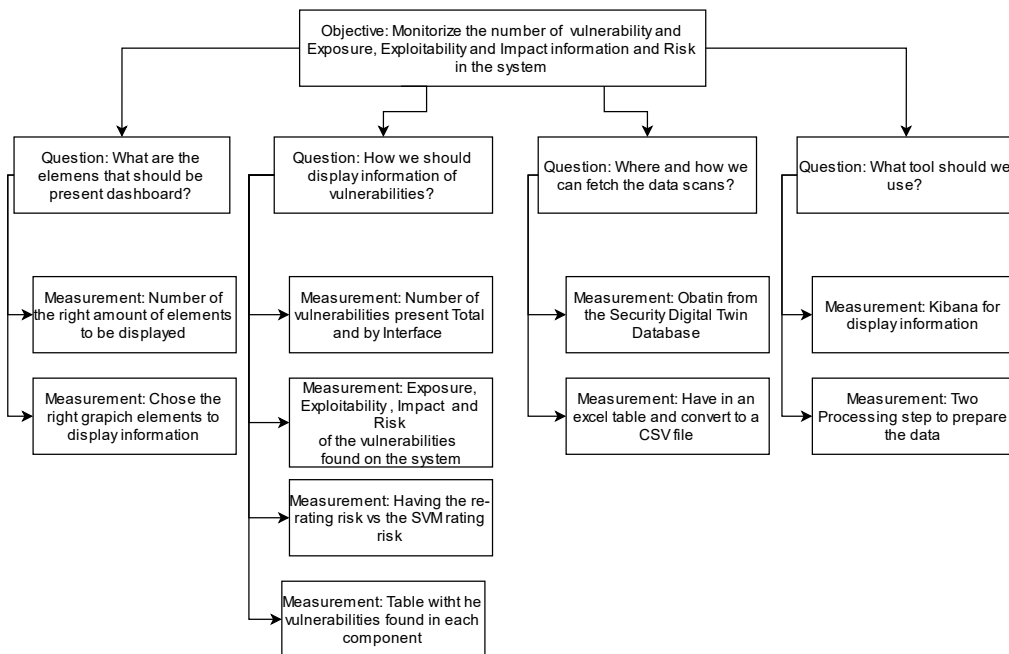 Objective: Monitorize the number of vulnerability and
Exposure, Exploitability and Impact information and Risk
in the system
Question: What are the
elemens that should be
present dashboard?
Question: How we should
display information of
vulnerabilities?
Question: Where and how we
can fetch the data scans?
Question: What tool should we
use?
Measurement: Number of
the right amount of elements
to be displayed
Measurement: Number of
vulnerabilities present Total
and by Interface
Measurement: Obatin from
the Security Digital Twin
Database
Measurement: Kibana for
display information
Measurement: Chose the
right grapich elements to
display information
Measurement: Exposure,
Exploitability , Impact and
Risk
of the vulnerabilities
found on the system
Measurement: Have in an
excel table and convert to a
CSV file
Measurement: Two
Processing step to prepare
the data
Measurement: Having the re-
rating risk vs the SVM rating
risk
Measurement: Table witht he
vulnerabilities found in each
component